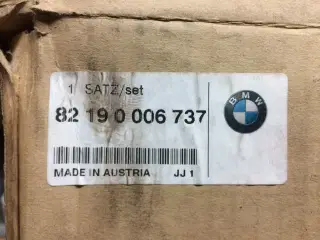 1 SATZ/set
82 19 0 006 737
BMW
MADE IN AUSTRIA JJ 1